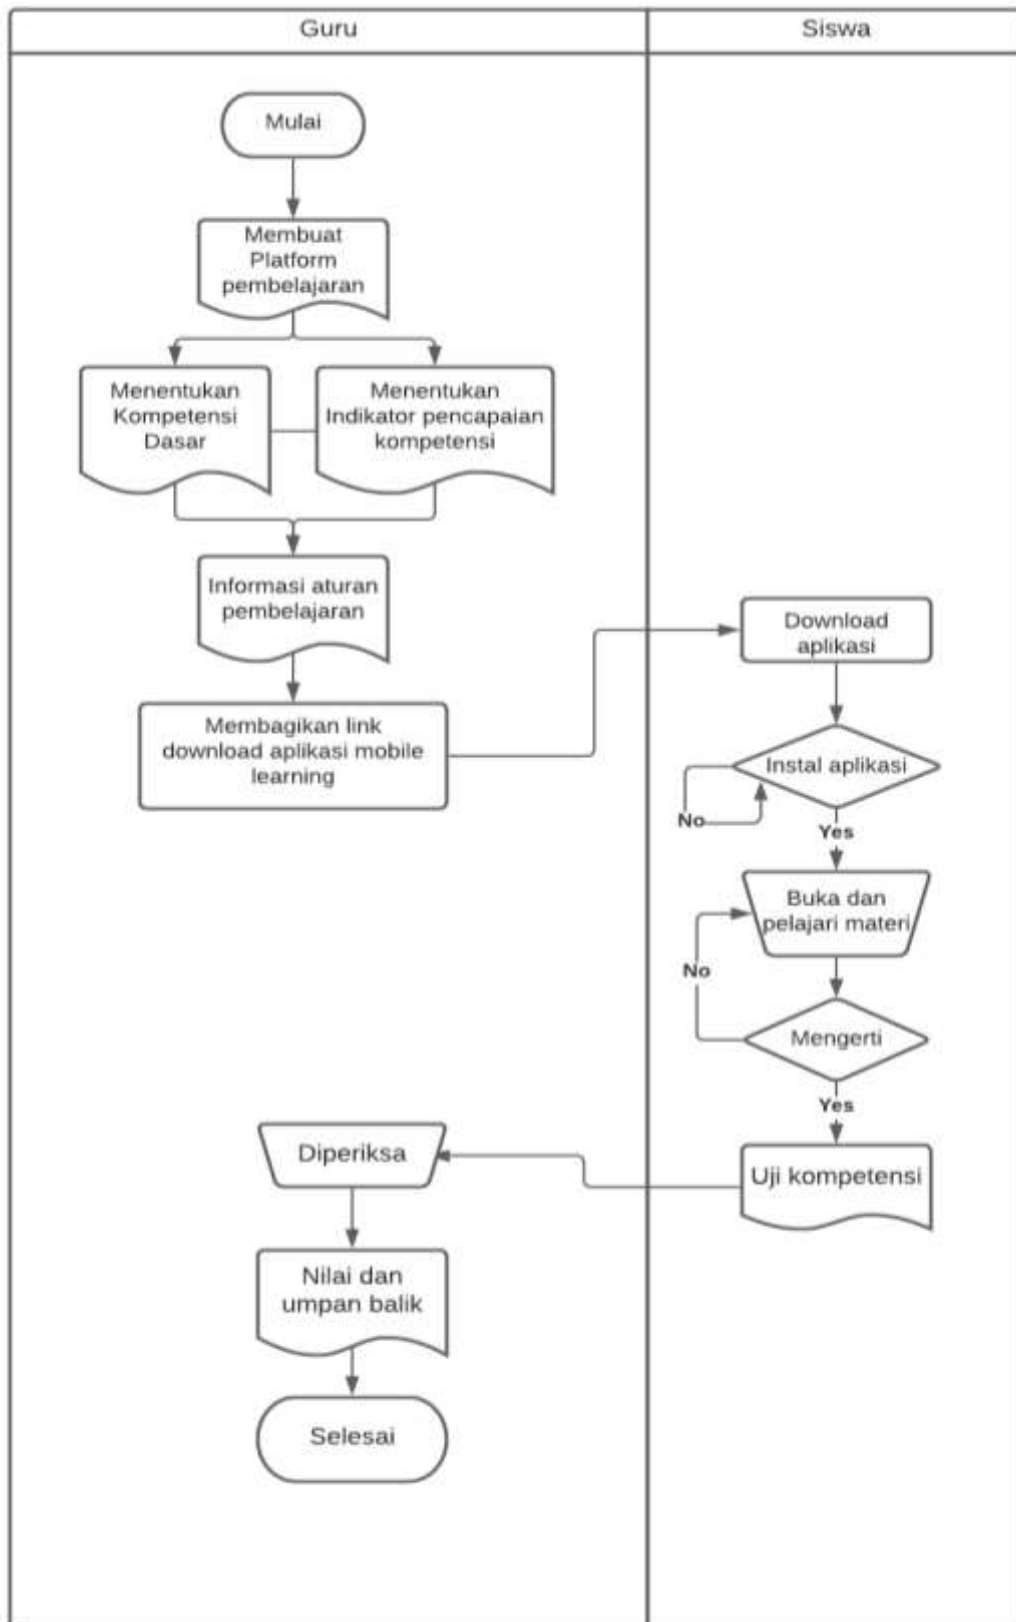 Guru
Siswa
Mulai
Membuat
Platform
pembelajaran
Menentukan
Kompetensi
Dasar
Menentukan
Indikator pencapaian
kompetensi
Informasi aturan
pembelajaran
Membagikan link
download aplikasi mobile
learning
Download
aplikasi
Instal aplikasi
No
Yes
Buka dan
pelajari materi
No
Mengerti
Yes
Uji kompetensi
Diperiksa
Nilai dan
umpan balik
Selesai